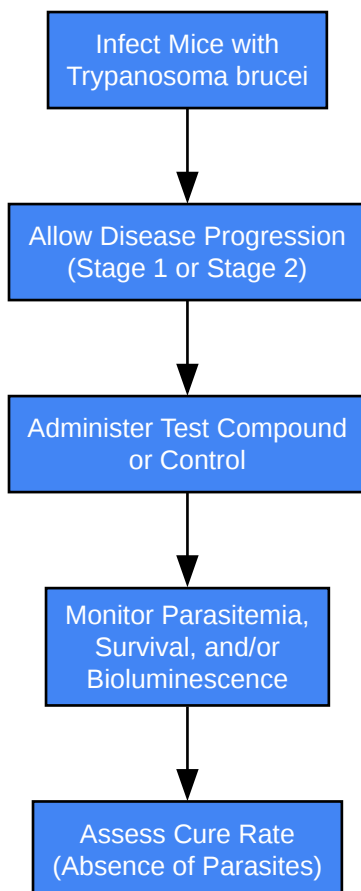 Infect Mice with
Trypanosoma brucei
Allow Disease Progression
(Stage 1 or Stage 2)
Administer Test Compound
or Control
Monitor Parasitemia,
Survival, and/or
Bioluminescence
Assess Cure Rate
(Absence of Parasites)